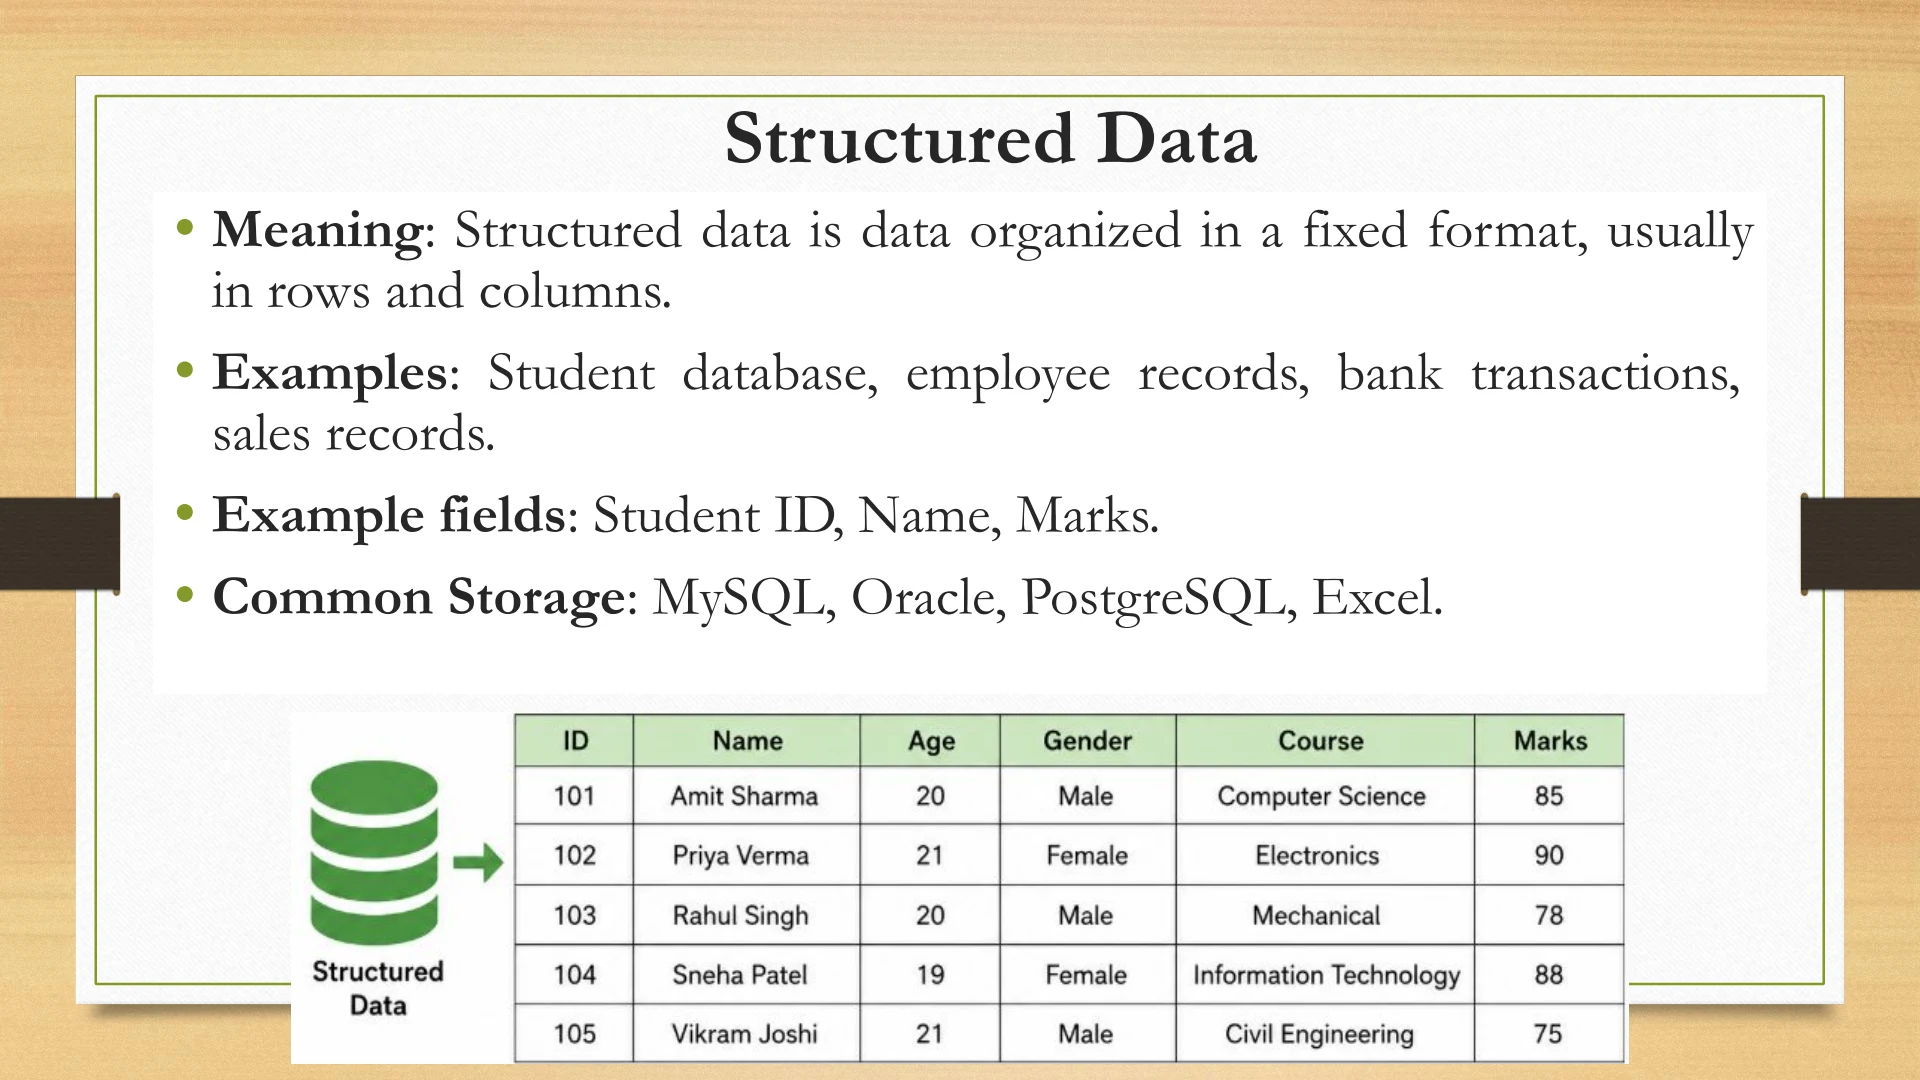 Structured Data
• Meaning: Structured data is data organized in a fixed format, usually
in rows and columns.
• Examples: Student database, employee records, bank transactions,
sales records.
• Example fields: Student ID, Name, Marks.
• Common Storage: MySQL, Oracle, PostgreSQL, Excel.
Structured
Data
ID Name Age Gender Course Marks
101 Amit Sharma 20 Male Computer Science 85
102 Priya Verma 21 Female Electronics 90
103 Rahul Singh 20 Male Mechanical 78
104 Sneha Patel 19 Female Information Technology 88
105 Vikram Joshi 21 Male Civil Engineering 75